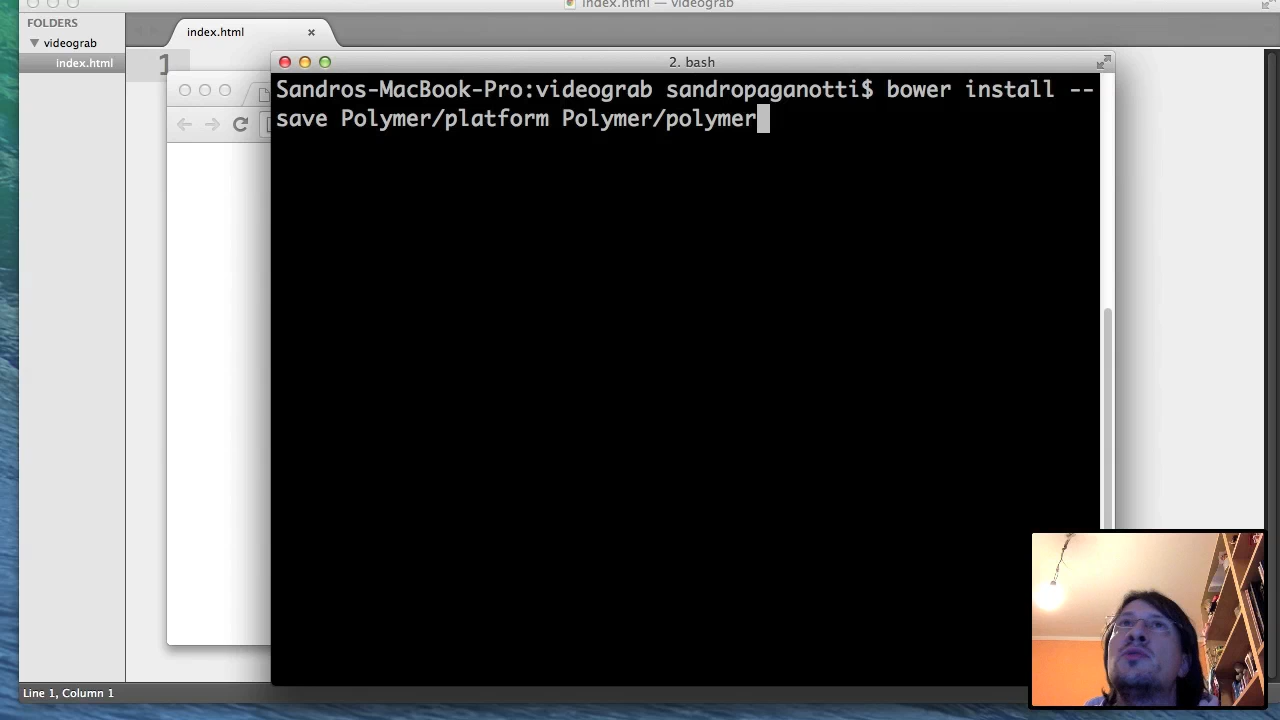 index.html — videograb
FOLDERS
videograb
index.html
index.html
1
2. bash
Sandros-MacBook-Pro:videograb sandropaganotti$ bower install --
save Polymer/platform Polymer/polymer
Line 1, Column 1